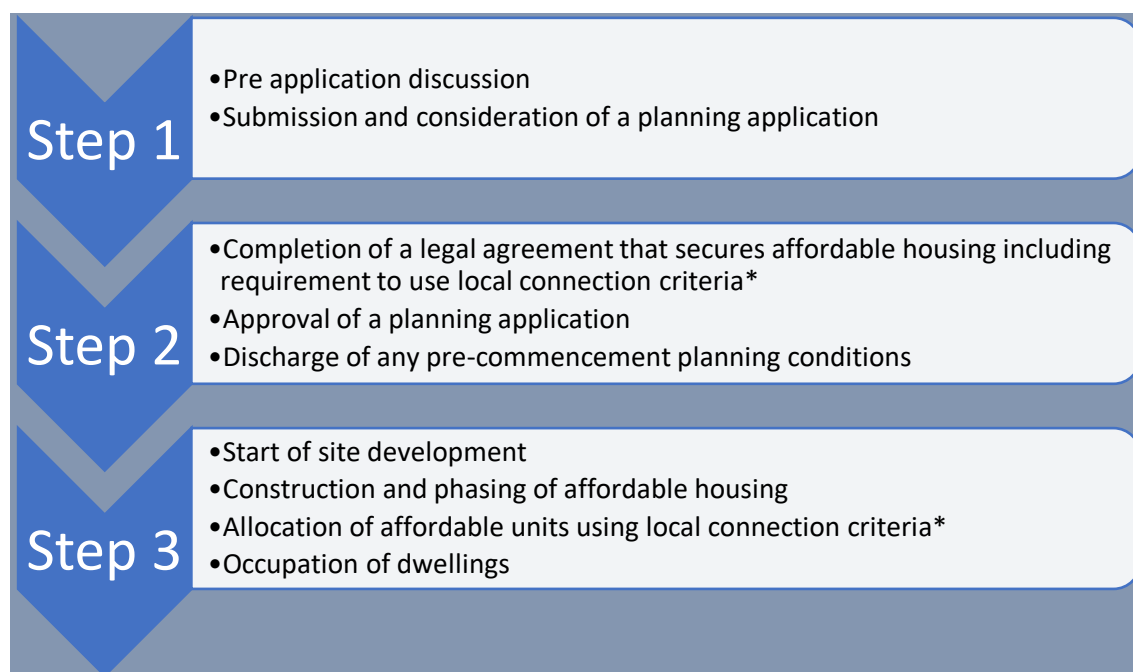 Step 1
•Pre application discussion
•Submission and consideration of a planning application
Step 2
•Completion of a legal agreement that secures affordable housing including
requirement to use local connection criteria*
•Approval of a planning application
•Discharge of any pre-commencement planning conditions
Step 3
•Start of site development
•Construction and phasing of affordable housing
•Allocation of affordable units using local connection criteria*
•Occupation of dwellings